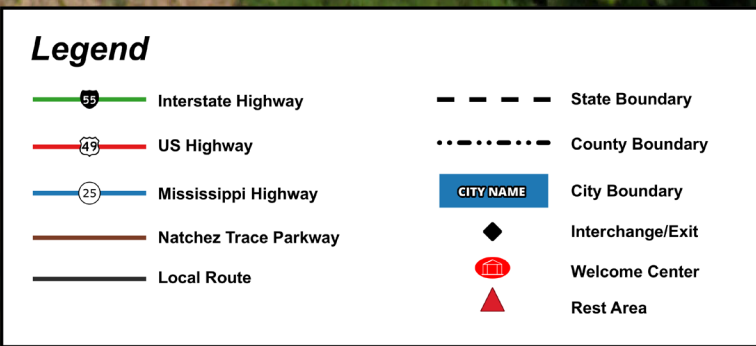 Legend
55 Interstate Highway
49 US Highway
25 Mississippi Highway
Natchez Trace Parkway
Local Route
State Boundary
County Boundary
CITY NAME City Boundary
Interchange/Exit
Welcome Center
Rest Area